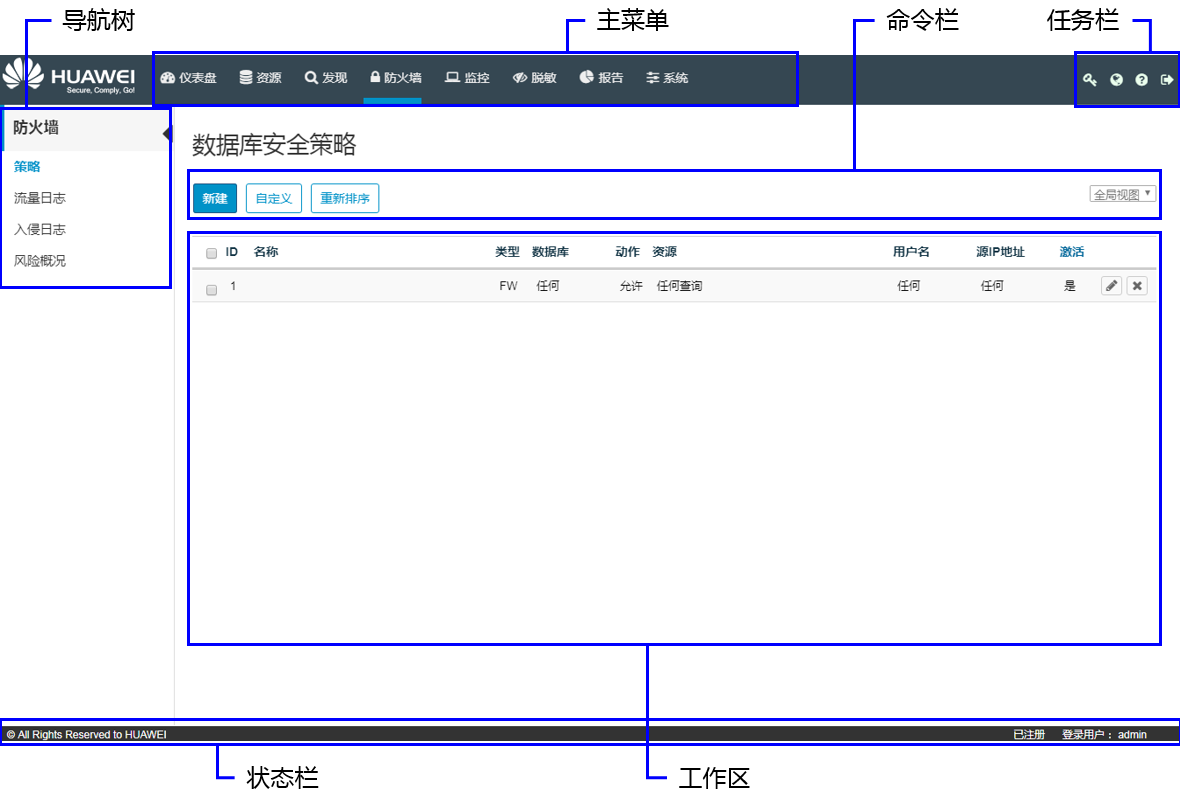 导航树 主菜单 命令栏 任务栏
HUAWEI 仪表盘 资源 发现 防火墙 监控 脱敏 报告 系统
Secure, Comply, Go!
防火墙
策略
流量日志
入侵日志
风险概况
数据库安全策略
新建 自定义 重新排序 全局视图
ID 名称 类型 数据库 动作 资源 用户名 源IP地址 激活
1 FW 任何 允许 任何查询 任何 任何 是
© All Rights Reserved to HUAWEI 已注册 登录用户： admin
状态栏 工作区